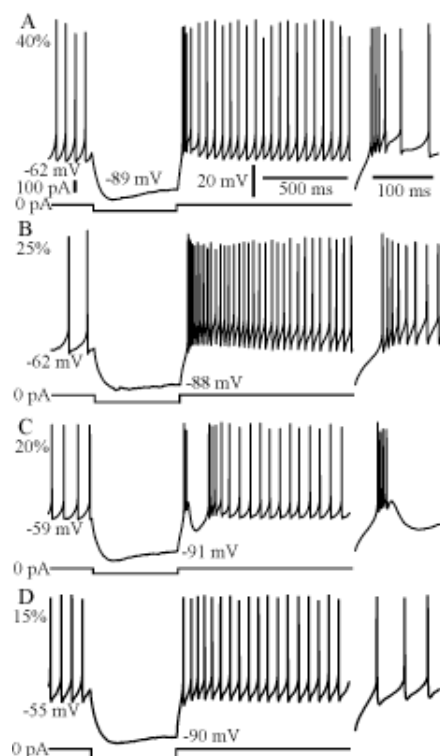 A
40%
-62 mV
-89 mV
100 pA
20 mV
500 ms
100 ms
0 pA
B
25%
-62 mV
-88 mV
0 pA
C
20%
-59 mV
-91 mV
0 pA
D
15%
-55 mV
-90 mV
0 pA